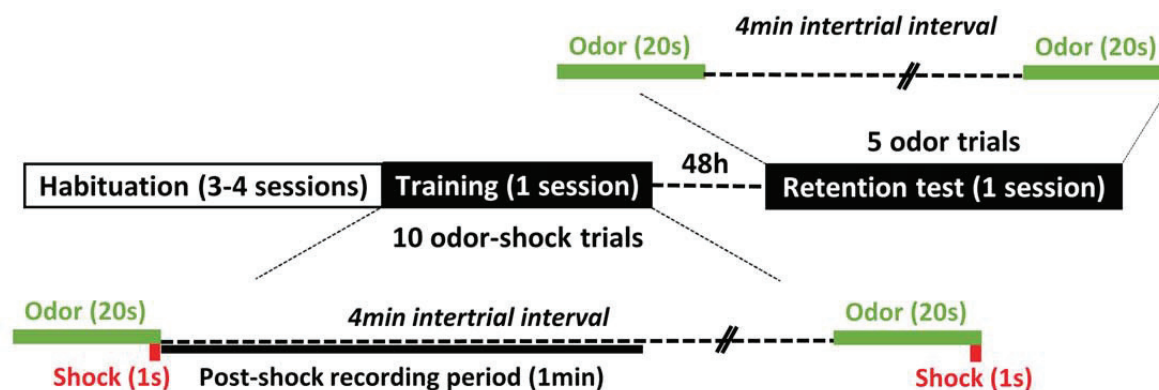 4min intertrial interval
Odor (20s) Odor (20s)
5 odor trials
48h
Habituation (3-4 sessions) Training (1 session) Retention test (1 session)
10 odor-shock trials
Odor (20s) 4min intertrial interval Odor (20s)
Shock (1s) Post-shock recording period (1min) Shock (1s)